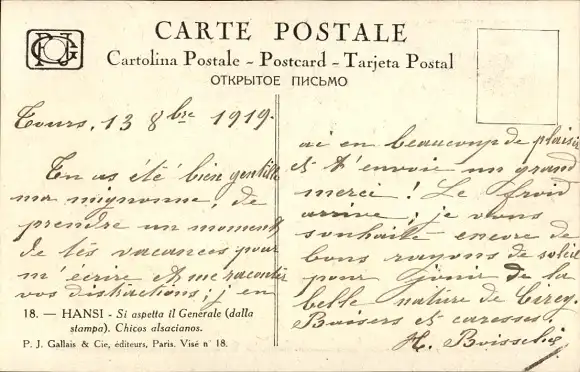 CARTE POSTALE
Cartolina Postale - Postcard - Tarjeta Postal
ОТКРЫТОЕ ПИСЬМО
Tours, 13 8bre 1919.
Tu as été bien gentille
ma mignonne, de
prendre un moment
de tes vacances pour
m'écrire et me raconter
vos distractions; j'en
ai eu beaucoup de plaisir
et t'envoie un grand
merci! Le froid
arrive; je vous
souhaite encore de
bons rayons de soleil
pour jouir de la
belle nature de Cirey.
Baisers et caresses.
H.
18. — HANSI - Si aspetta il Generale (dalla
stampa). Chicos alsacianos.
P. J. Gallais & Cie, éditeurs, Paris. Visé n° 18.